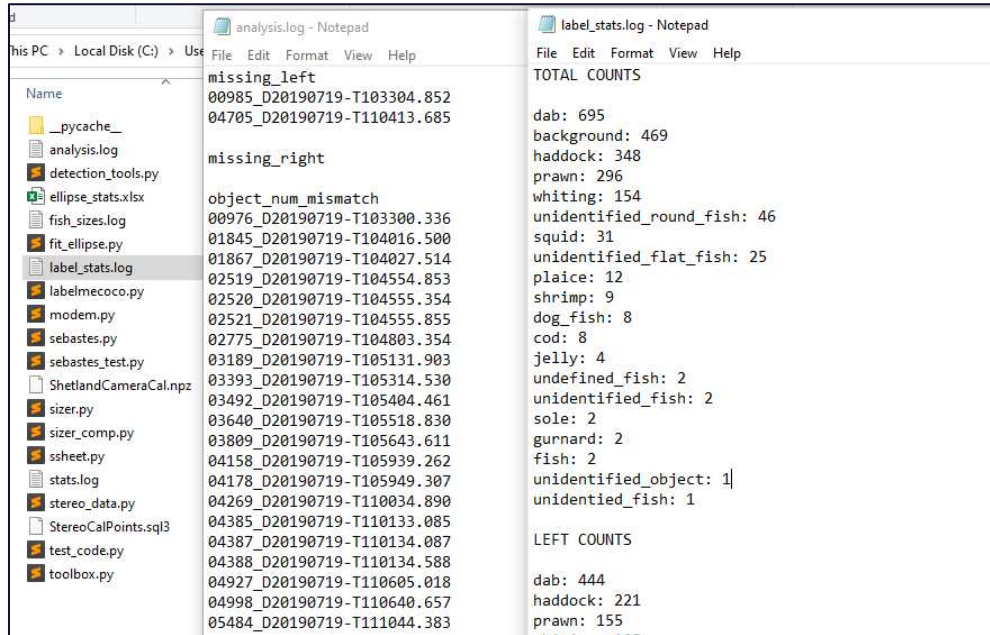 This PC > Local Disk (C:) > Use
Name
__pycache__
analysis.log
detection_tools.py
ellipse_stats.xlsx
fish_sizes.log
fit_ellipse.py
label_stats.log
labelmecoco.py
modem.py
sebastes.py
sebastes_test.py
ShetlandCameraCal.npz
sizer.py
sizer_comp.py
ssheet.py
stats.log
stereo_data.py
StereoCalPoints.sql3
test_code.py
toolbox.py
analysis.log - Notepad
File Edit Format View Help
missing_left
00985_D20190719-T103304.852
04705_D20190719-T110413.685
missing_right
object_num_mismatch
00976_D20190719-T103300.336
01845_D20190719-T104016.500
01867_D20190719-T104027.514
02519_D20190719-T104554.853
02520_D20190719-T104555.354
02521_D20190719-T104555.855
02775_D20190719-T104803.354
03189_D20190719-T105131.903
03393_D20190719-T105314.530
03492_D20190719-T105404.461
03640_D20190719-T105518.830
03809_D20190719-T105643.611
04158_D20190719-T105939.262
04178_D20190719-T105949.307
04269_D20190719-T110034.890
04385_D20190719-T110133.085
04387_D20190719-T110134.087
04388_D20190719-T110134.588
04927_D20190719-T110605.018
04998_D20190719-T110640.657
05484_D20190719-T111044.383
label_stats.log - Notepad
File Edit Format View Help
TOTAL COUNTS
dab: 695
background: 469
haddock: 348
prawn: 296
whiting: 154
unidentified_round_fish: 46
squid: 31
unidentified_flat_fish: 25
plaice: 12
shrimp: 9
dog_fish: 8
cod: 8
jelly: 4
undefined_fish: 2
unidentified_fish: 2
sole: 2
gurnard: 2
fish: 2
unidentified_object: 1
unidentied_fish: 1
LEFT COUNTS
dab: 444
haddock: 221
prawn: 155